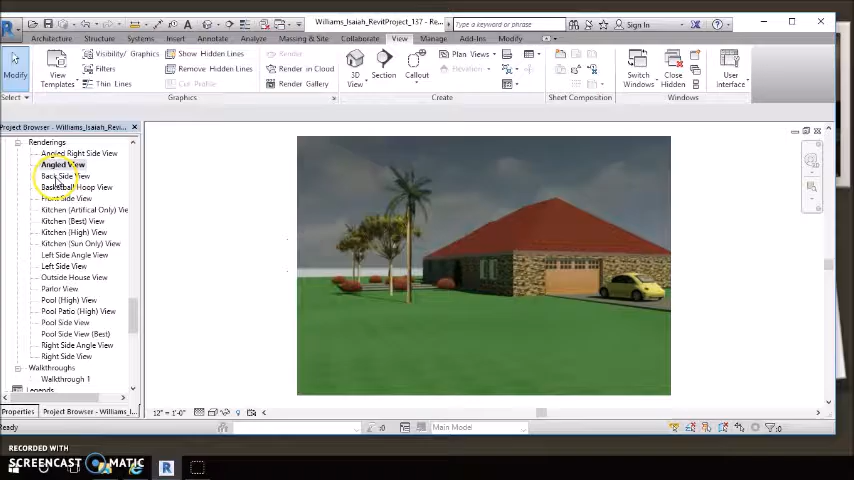 Williams_Isaiah_RevitProject_137 - Re...
Type a keyword or phrase
Sign In
Architecture Structure Systems Insert Annotate Analyze Massing & Site Collaborate View Manage Add-Ins Modify
Modify
View Templates
Visibility/ Graphics
Filters
Thin Lines
Show Hidden Lines
Remove Hidden Lines
Cut Profile
Render
Render in Cloud
Render Gallery
3D View
Section
Callout
Plan Views
Elevation
Switch Windows
Close Hidden
User Interface
Select Graphics Create Sheet Composition Windows
Project Browser - Williams_Isaiah_Revi...
Renderings
Angled Right Side View
Angled View
Back Side View
Basketball Hoop View
Front Side View
Kitchen (Artifical Only) Vie
Kitchen (Best) View
Kitchen (High) View
Kitchen (Sun Only) View
Left Side Angle View
Left Side View
Outside House View
Parlor View
Pool (High) View
Pool Patio (High) View
Pool Side View
Pool Side View (Best)
Right Side Angle View
Right Side View
Walkthroughs
Walkthrough 1
Legends
Properties Project Browser - Williams_I...
12" = 1'-0"
Ready
:0
Main Model
:0
RECORDED WITH
SCREENCAST MATIC